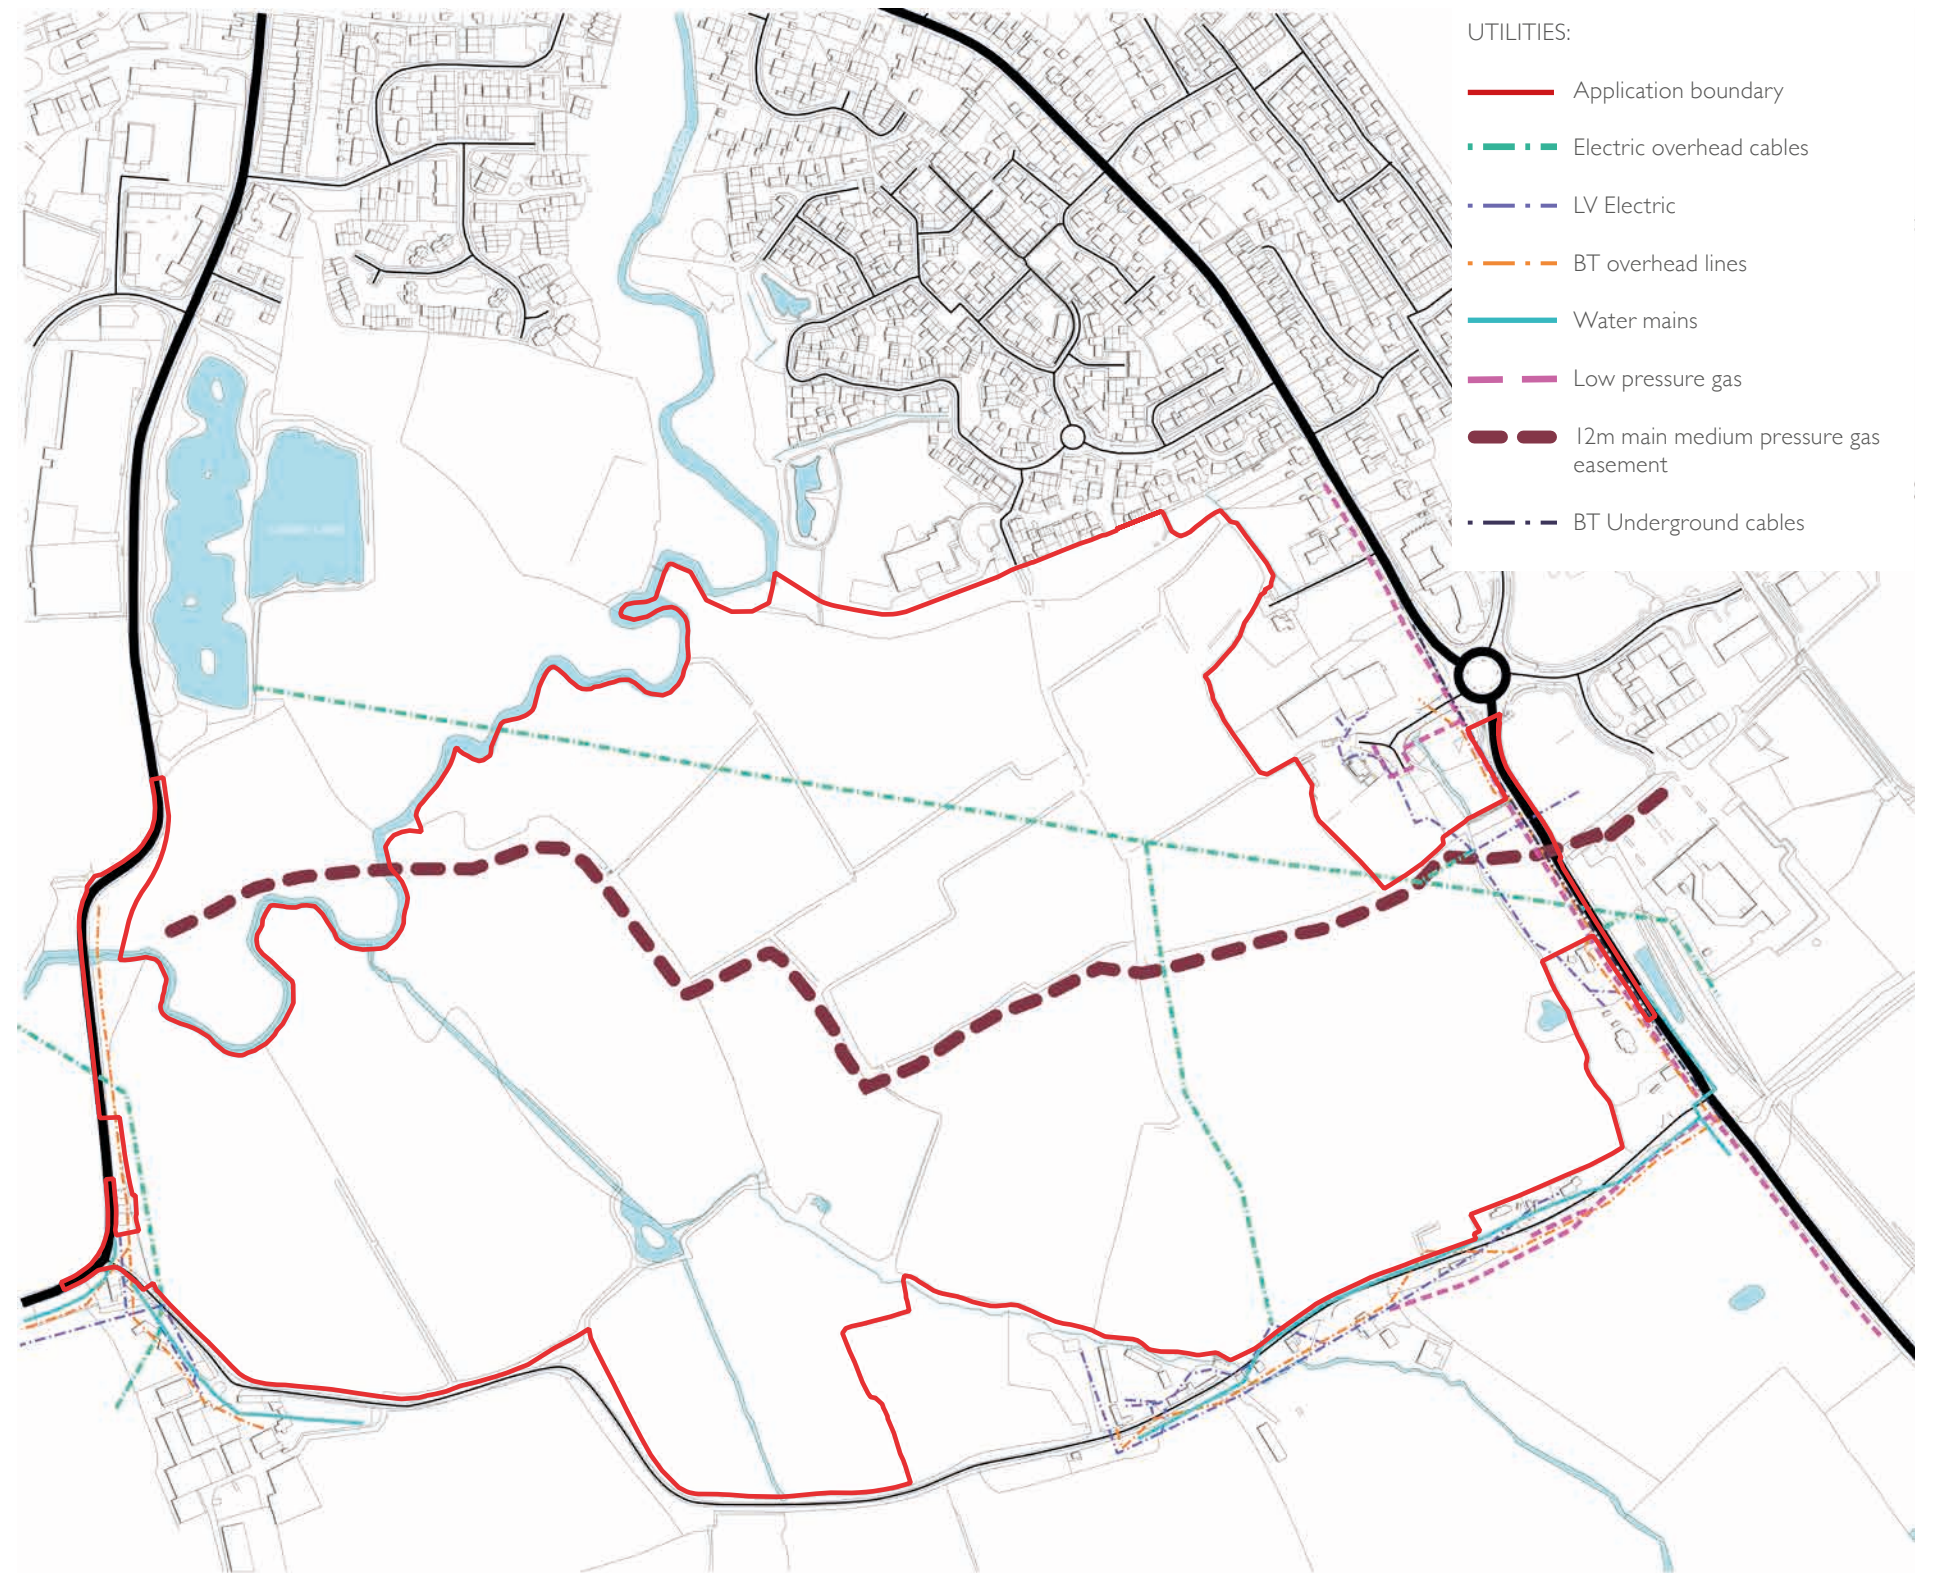 UTILITIES:
Application boundary
Electric overhead cables
LV Electric
BT overhead lines
Water mains
Low pressure gas
12m main medium pressure gas
easement
BT Underground cables